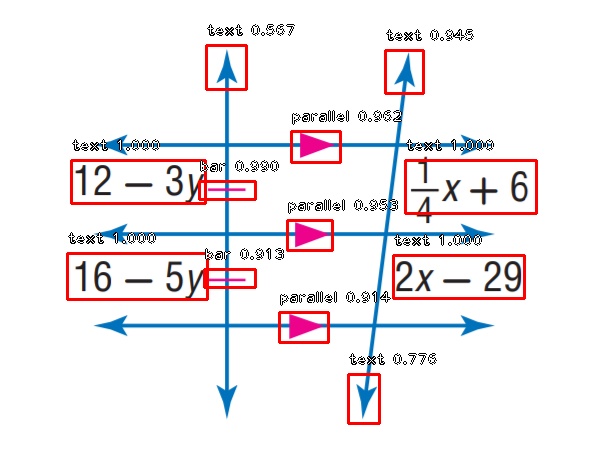 text 0.567
text 0.945
parallel 0.962
text 1.000
text 1.000
bar 0.990
12 − 3y
1/4 x + 6
parallel 0.953
text 1.000
text 1.000
bar 0.913
16 − 5y
2x − 29
parallel 0.914
text 0.776